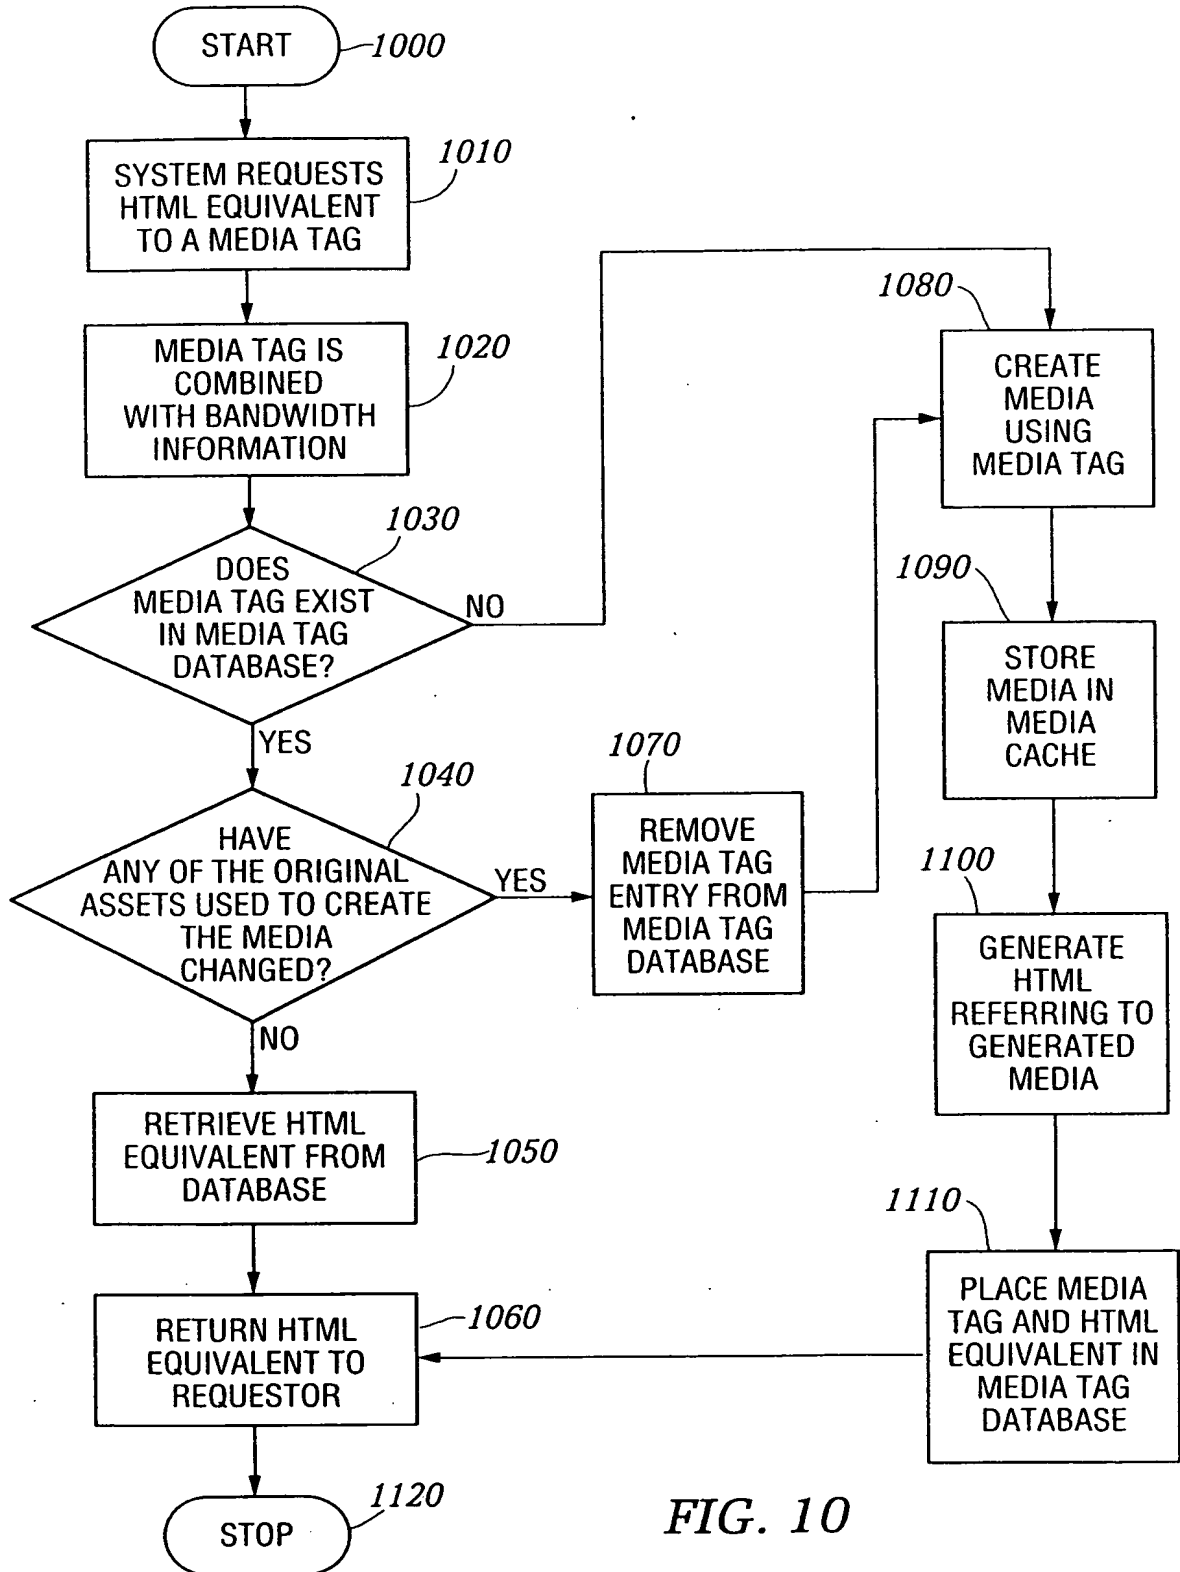 START
1000
SYSTEM REQUESTS
HTML EQUIVALENT
TO A MEDIA TAG
1010
MEDIA TAG IS
COMBINED
WITH BANDWIDTH
INFORMATION
1020
DOES
MEDIA TAG EXIST
IN MEDIA TAG
DATABASE?
1030
NO
YES
HAVE
ANY OF THE ORIGINAL
ASSETS USED TO CREATE
THE MEDIA
CHANGED?
1040
YES
NO
REMOVE
MEDIA TAG
ENTRY FROM
MEDIA TAG
DATABASE
1070
RETRIEVE HTML
EQUIVALENT FROM
DATABASE
1050
RETURN HTML
EQUIVALENT TO
REQUESTOR
1060
STOP
1120
1080
CREATE
MEDIA
USING
MEDIA TAG
1090
STORE
MEDIA IN
MEDIA
CACHE
1100
GENERATE
HTML
REFERRING TO
GENERATED
MEDIA
1110
PLACE MEDIA
TAG AND HTML
EQUIVALENT IN
MEDIA TAG
DATABASE
FIG. 10